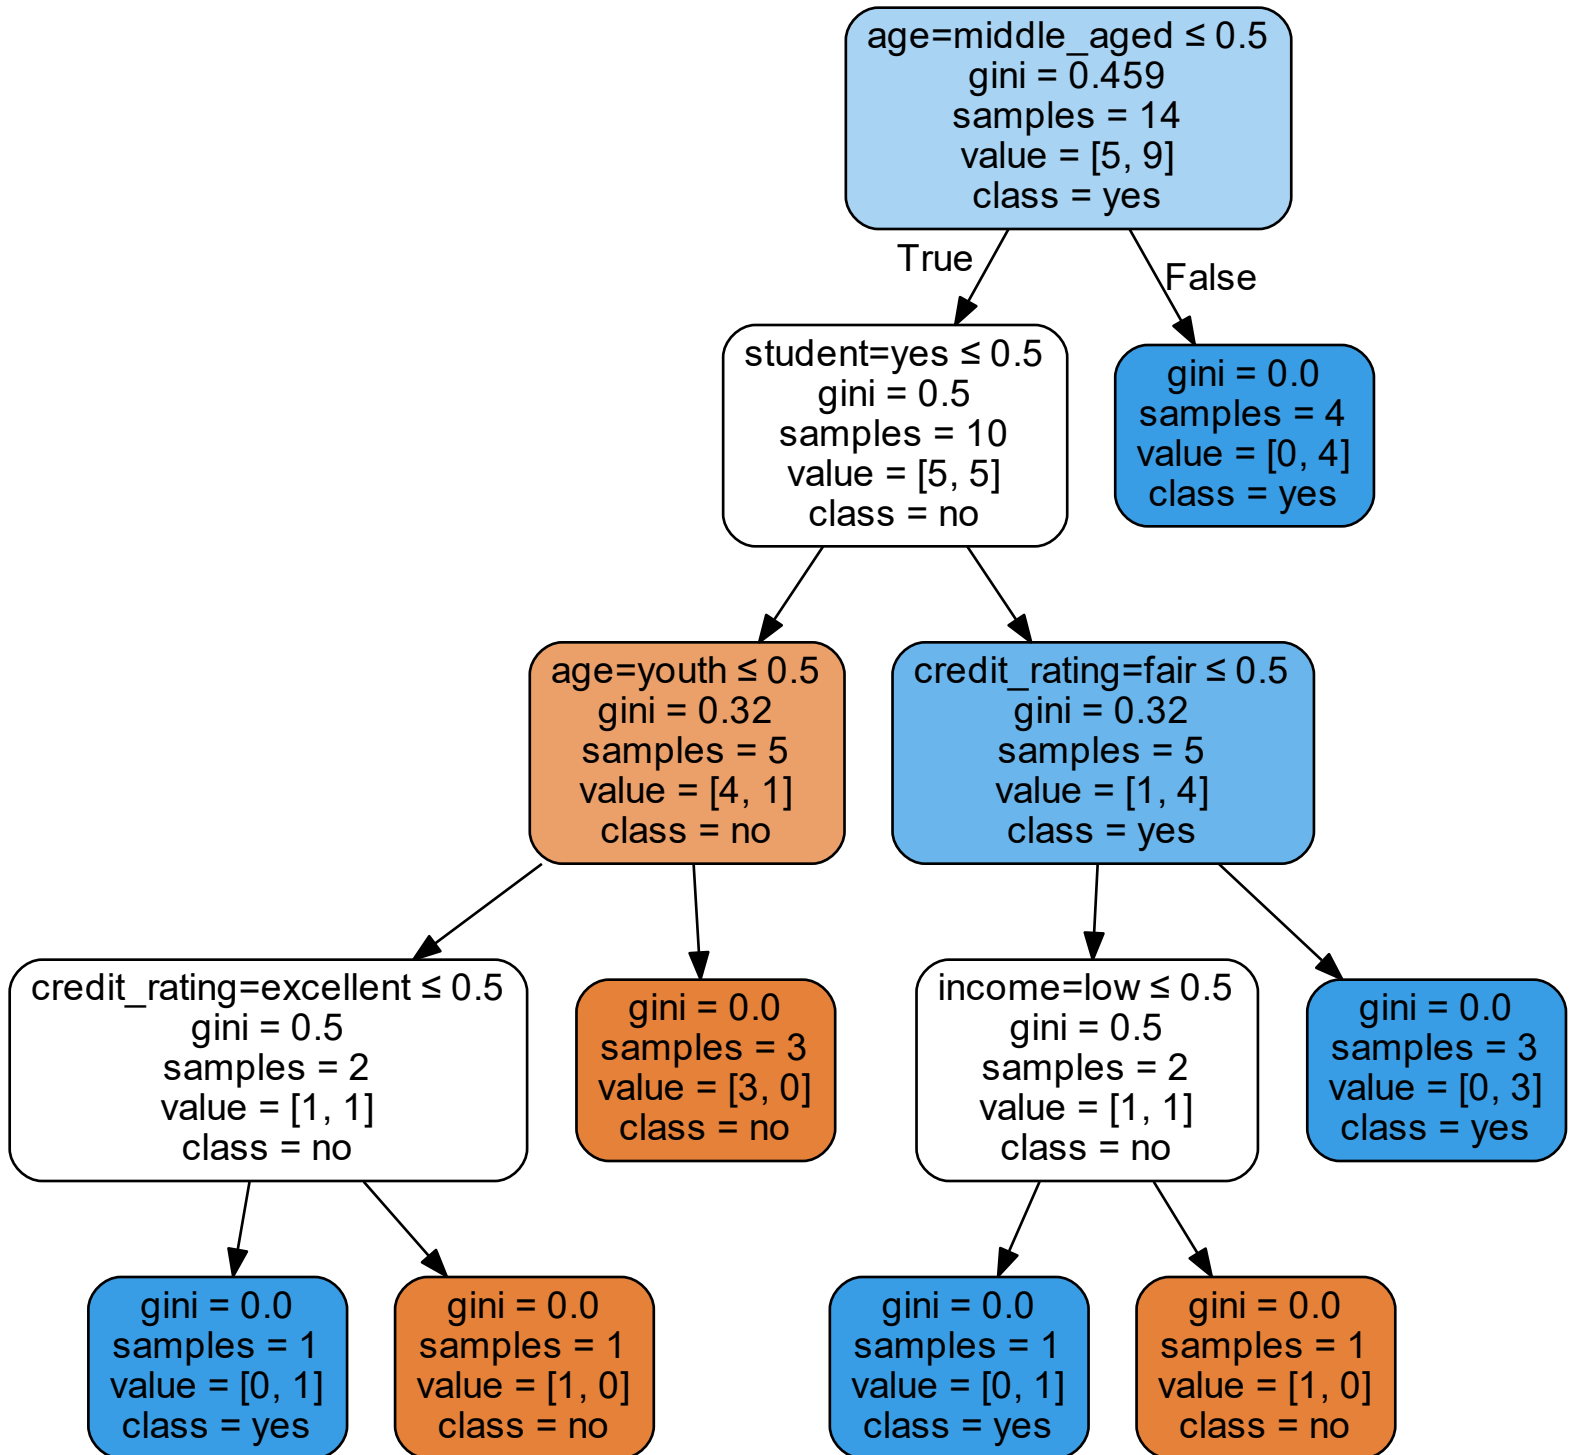 age=middle_aged ≤ 0.5
gini = 0.459
samples = 14
value = [5, 9]
class = yes
True
False
student=yes ≤ 0.5
gini = 0.5
samples = 10
value = [5, 5]
class = no
gini = 0.0
samples = 4
value = [0, 4]
class = yes
age=youth ≤ 0.5
gini = 0.32
samples = 5
value = [4, 1]
class = no
credit_rating=fair ≤ 0.5
gini = 0.32
samples = 5
value = [1, 4]
class = yes
credit_rating=excellent ≤ 0.5
gini = 0.5
samples = 2
value = [1, 1]
class = no
gini = 0.0
samples = 3
value = [3, 0]
class = no
income=low ≤ 0.5
gini = 0.5
samples = 2
value = [1, 1]
class = no
gini = 0.0
samples = 3
value = [0, 3]
class = yes
gini = 0.0
samples = 1
value = [0, 1]
class = yes
gini = 0.0
samples = 1
value = [1, 0]
class = no
gini = 0.0
samples = 1
value = [0, 1]
class = yes
gini = 0.0
samples = 1
value = [1, 0]
class = no